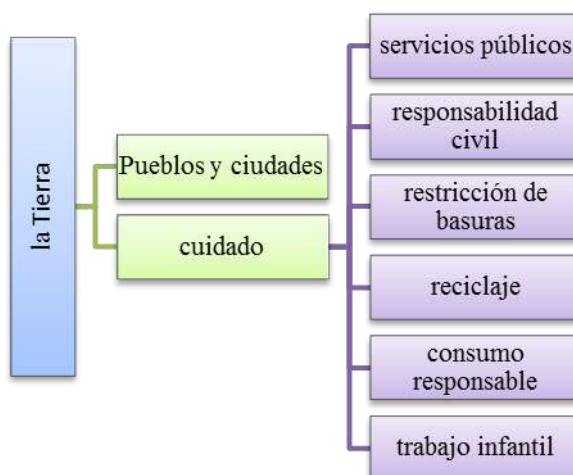 la Tierra
Pueblos y ciudades
cuidado
servicios públicos
responsabilidad
civil
restricción de
basuras
reciclaje
consumo
responsable
trabajo infantil